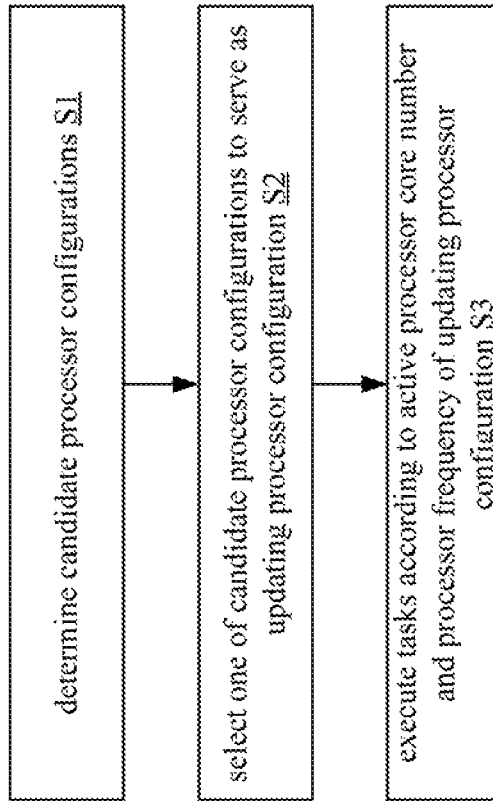 determine candidate processor configurations S1
select one of candidate processor configurations to serve as
updating processor configuration S2
execute tasks according to active processor core number
and processor frequency of updating processor
configuration S3